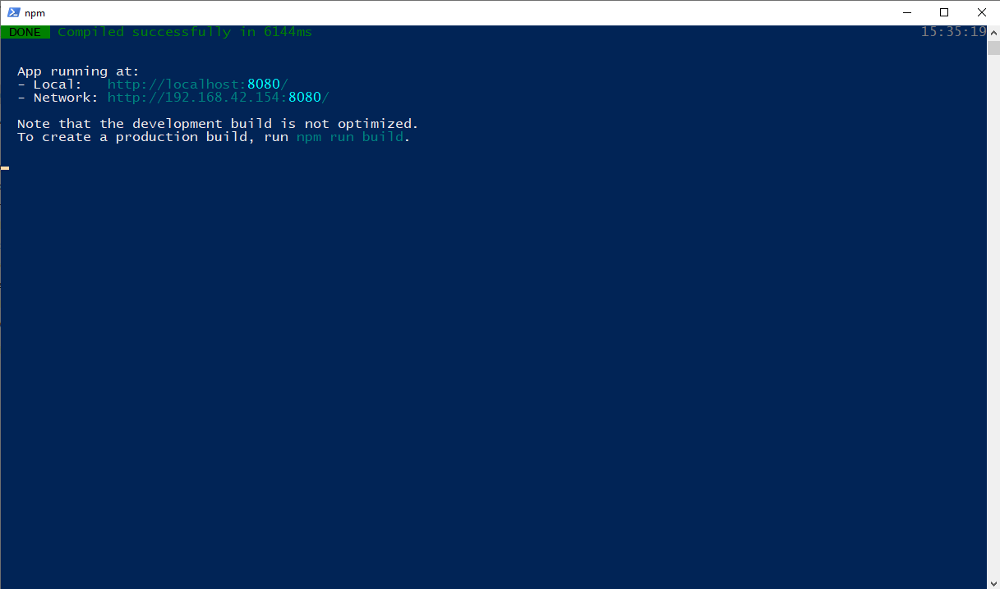 npm
DONE Compiled successfully in 6144ms 15:35:19
App running at:
- Local: http://localhost:8080/
- Network: http://192.168.42.154:8080/
Note that the development build is not optimized.
To create a production build, run npm run build.